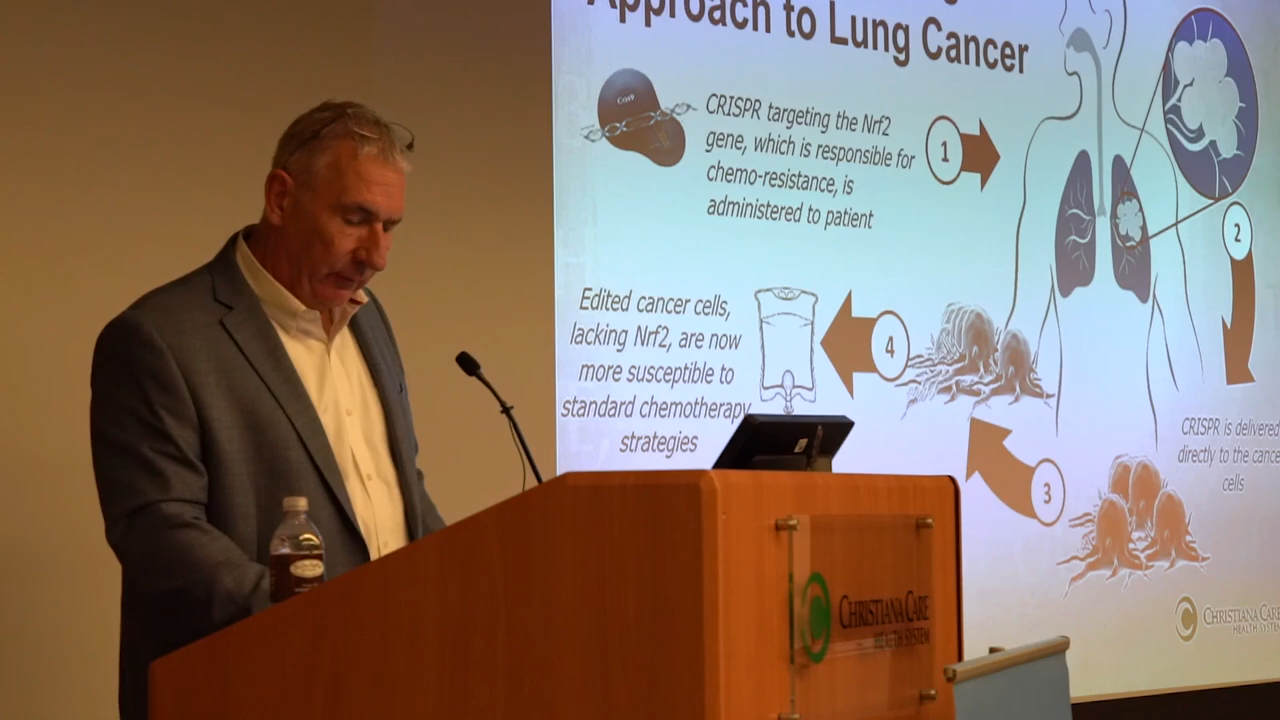 Approach to Lung Cancer
Cas9
CRISPR targeting the Nrf2
gene, which is responsible for
chemo-resistance, is
administered to patient
1
2
Edited cancer cells,
lacking Nrf2, are now
more susceptible to
standard chemotherapy
strategies
4
CRISPR is delivered
directly to the
cells
3
CHRISTIANA CARE
HEALTH SYSTEM
CHRISTIANA CARE
HEALTH SYSTEM